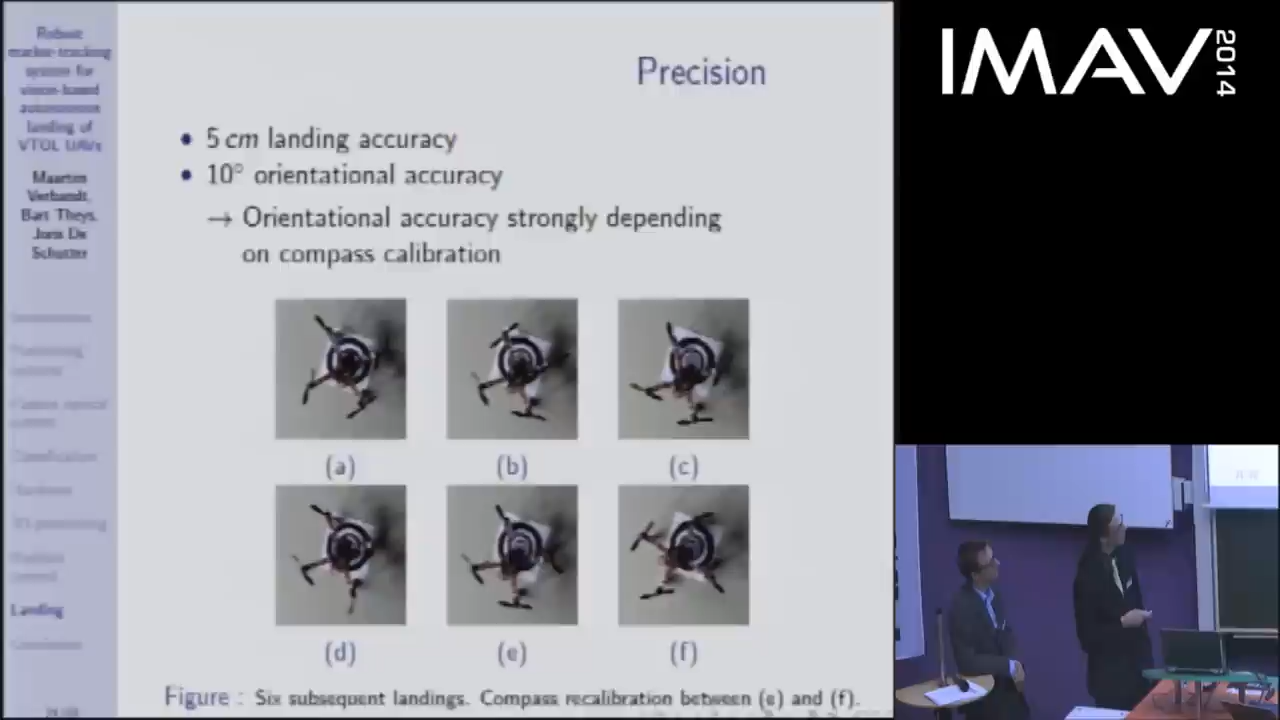 Robust
marker-tracking
system for
vision-based
autonomous
landing of
VTOL UAVs
Maarten
Verbandt,
Bart Theys,
Joris De
Schutter
Landing
Precision
• 5 cm landing accuracy
• 10° orientational accuracy
→ Orientational accuracy strongly depending
on compass calibration
(a)
(b)
(c)
(d)
(e)
(f)
Figure : Six subsequent landings. Compass recalibration between (e) and (f).
IMAV 2014